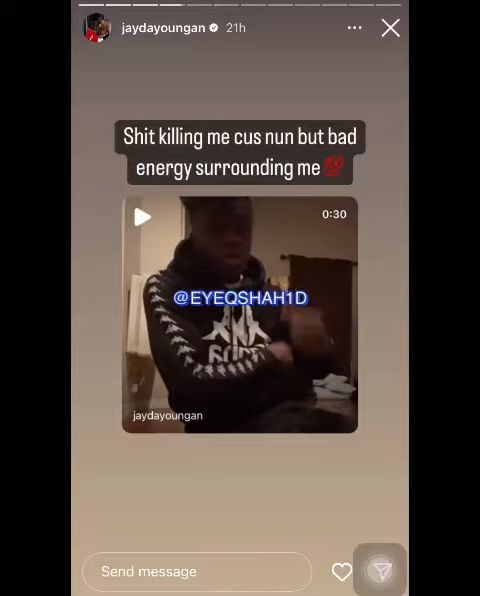 jaydayoungan 21h
Shit killing me cus nun but bad
energy surrounding me💯
0:30
@EYEQSHAH1D
jaydayoungan
Send message